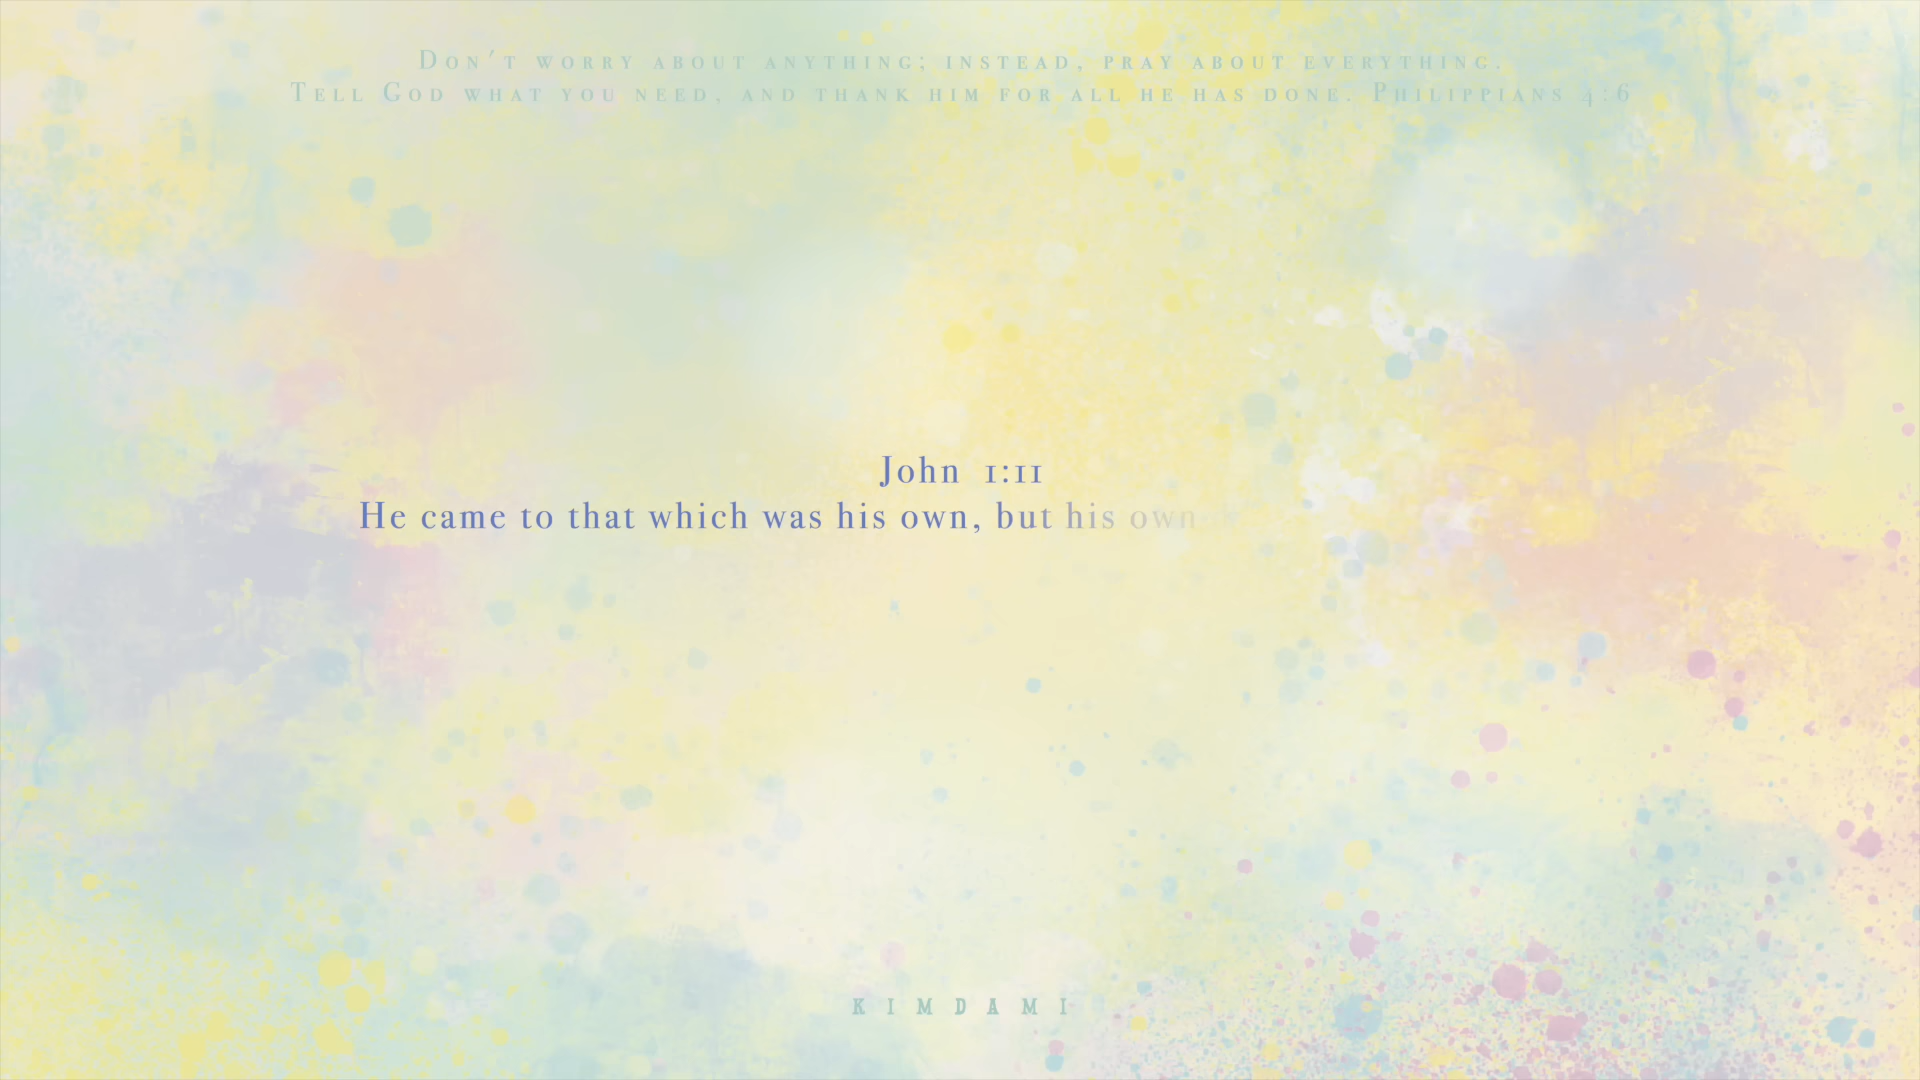 Don't worry about anything; instead, pray about everything.
Tell God what you need, and thank him for all he has done. Philippians 4:6
John 1:11
He came to that which was his own, but his own
KIMDAMI